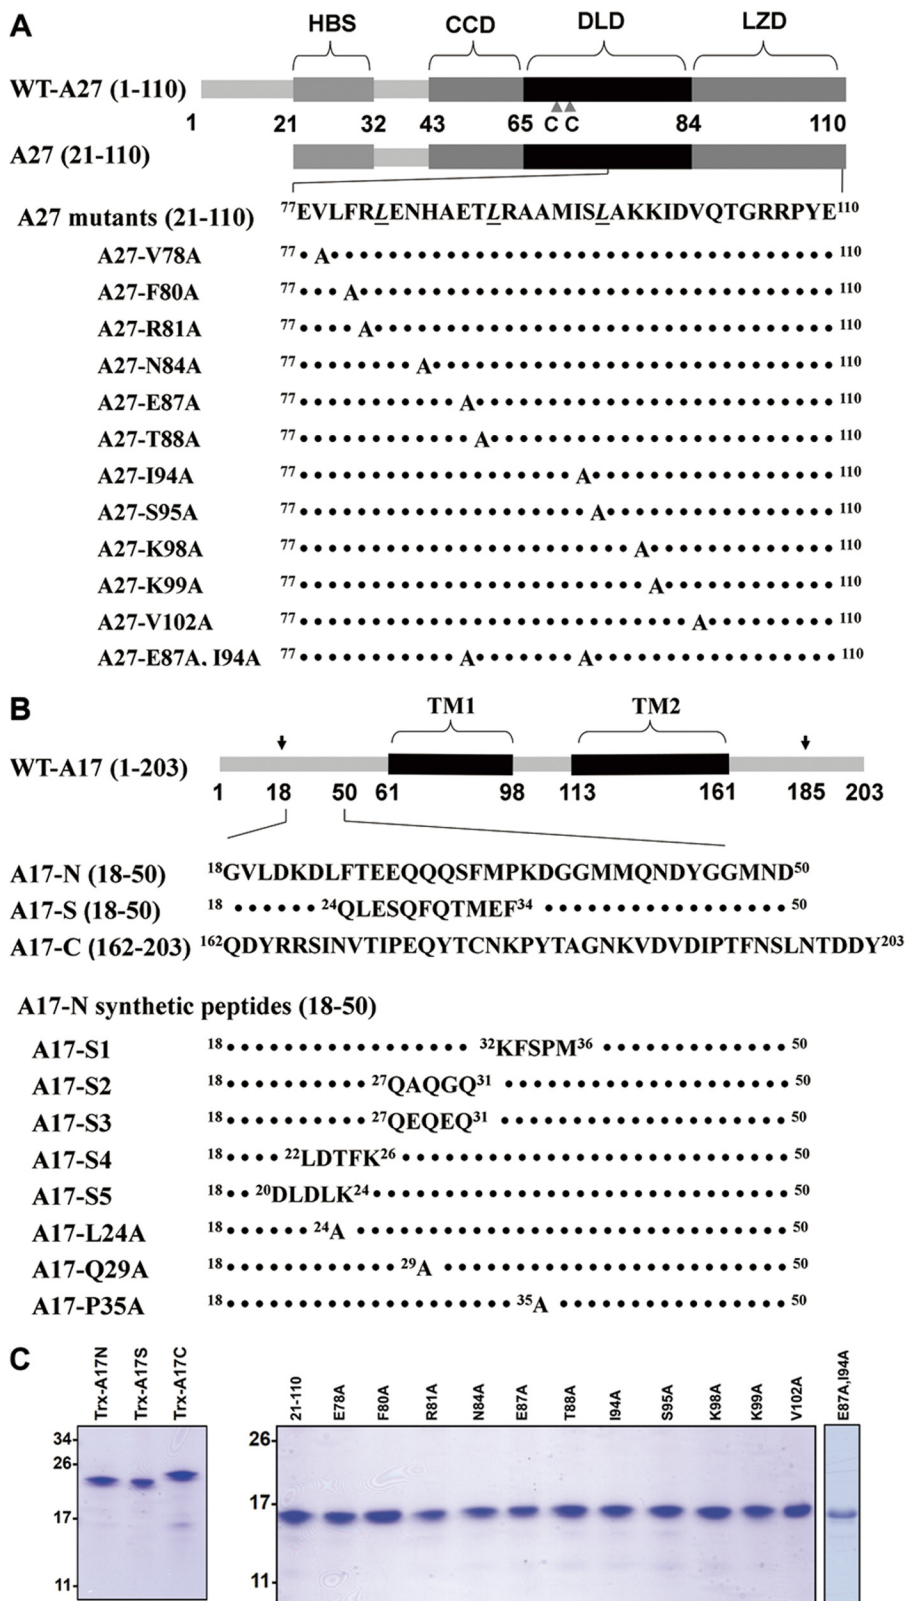 A
HBS CCD DLD LZD
WT-A27 (1-110)
1 21 32 43 65 C C 84 110
A27 (21-110)
A27 mutants (21-110) 77EVLFRLENHAETLRAAMISLAKKIDVQTGRRPYE110
A27-V78A 77 A 110
A27-F80A 77 A 110
A27-R81A 77 A 110
A27-N84A 77 A 110
A27-E87A 77 A 110
A27-T88A 77 A 110
A27-I94A 77 A 110
A27-S95A 77 A 110
A27-K98A 77 A 110
A27-K99A 77 A 110
A27-V102A 77 A 110
A27-E87A, I94A 77 A A 110
B
TM1 TM2
WT-A17 (1-203)
1 18 50 61 98 113 161 185 203
A17-N (18-50) 18GVLDKDLFTEEQQQSFMPKDGGMMQNDYGGMND50
A17-S (18-50) 18 24QLESQFQTMEF34 50
A17-C (162-203) 162QDYRRSINVTIPEQYTCNKPYTAGNKVDVDIPTFNSLNTDDY203
A17-N synthetic peptides (18-50)
A17-S1 18 32KFSPM36 50
A17-S2 18 27QAQGQ31 50
A17-S3 18 27QEQEQ31 50
A17-S4 18 22LDTFK26 50
A17-S5 18 20DLDLK24 50
A17-L24A 18 24A 50
A17-Q29A 18 29A 50
A17-P35A 18 35A 50
C
Trx-A17N Trx-A17S Trx-A17C
34-
26-
17-
11-
21-110 E78A F80A R81A N84A E87A T88A I94A S95A K98A K99A V102A E87A,I94A
26-
17-
11-